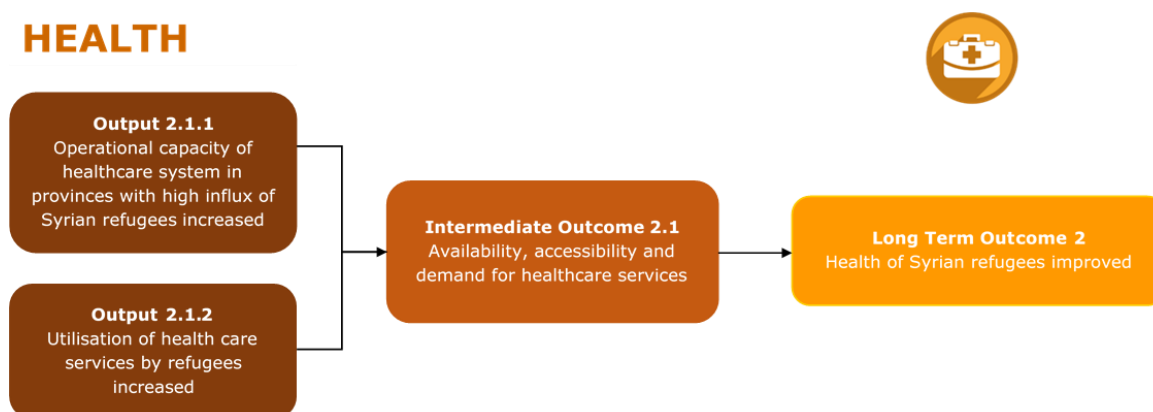 HEALTH
Output 2.1.1
Operational capacity of
healthcare system in
provinces with high influx of
Syrian refugees increased
Output 2.1.2
Utilisation of health care
services by refugees
increased
Intermediate Outcome 2.1
Availability, accessibility and
demand for healthcare services
Long Term Outcome 2
Health of Syrian refugees improved